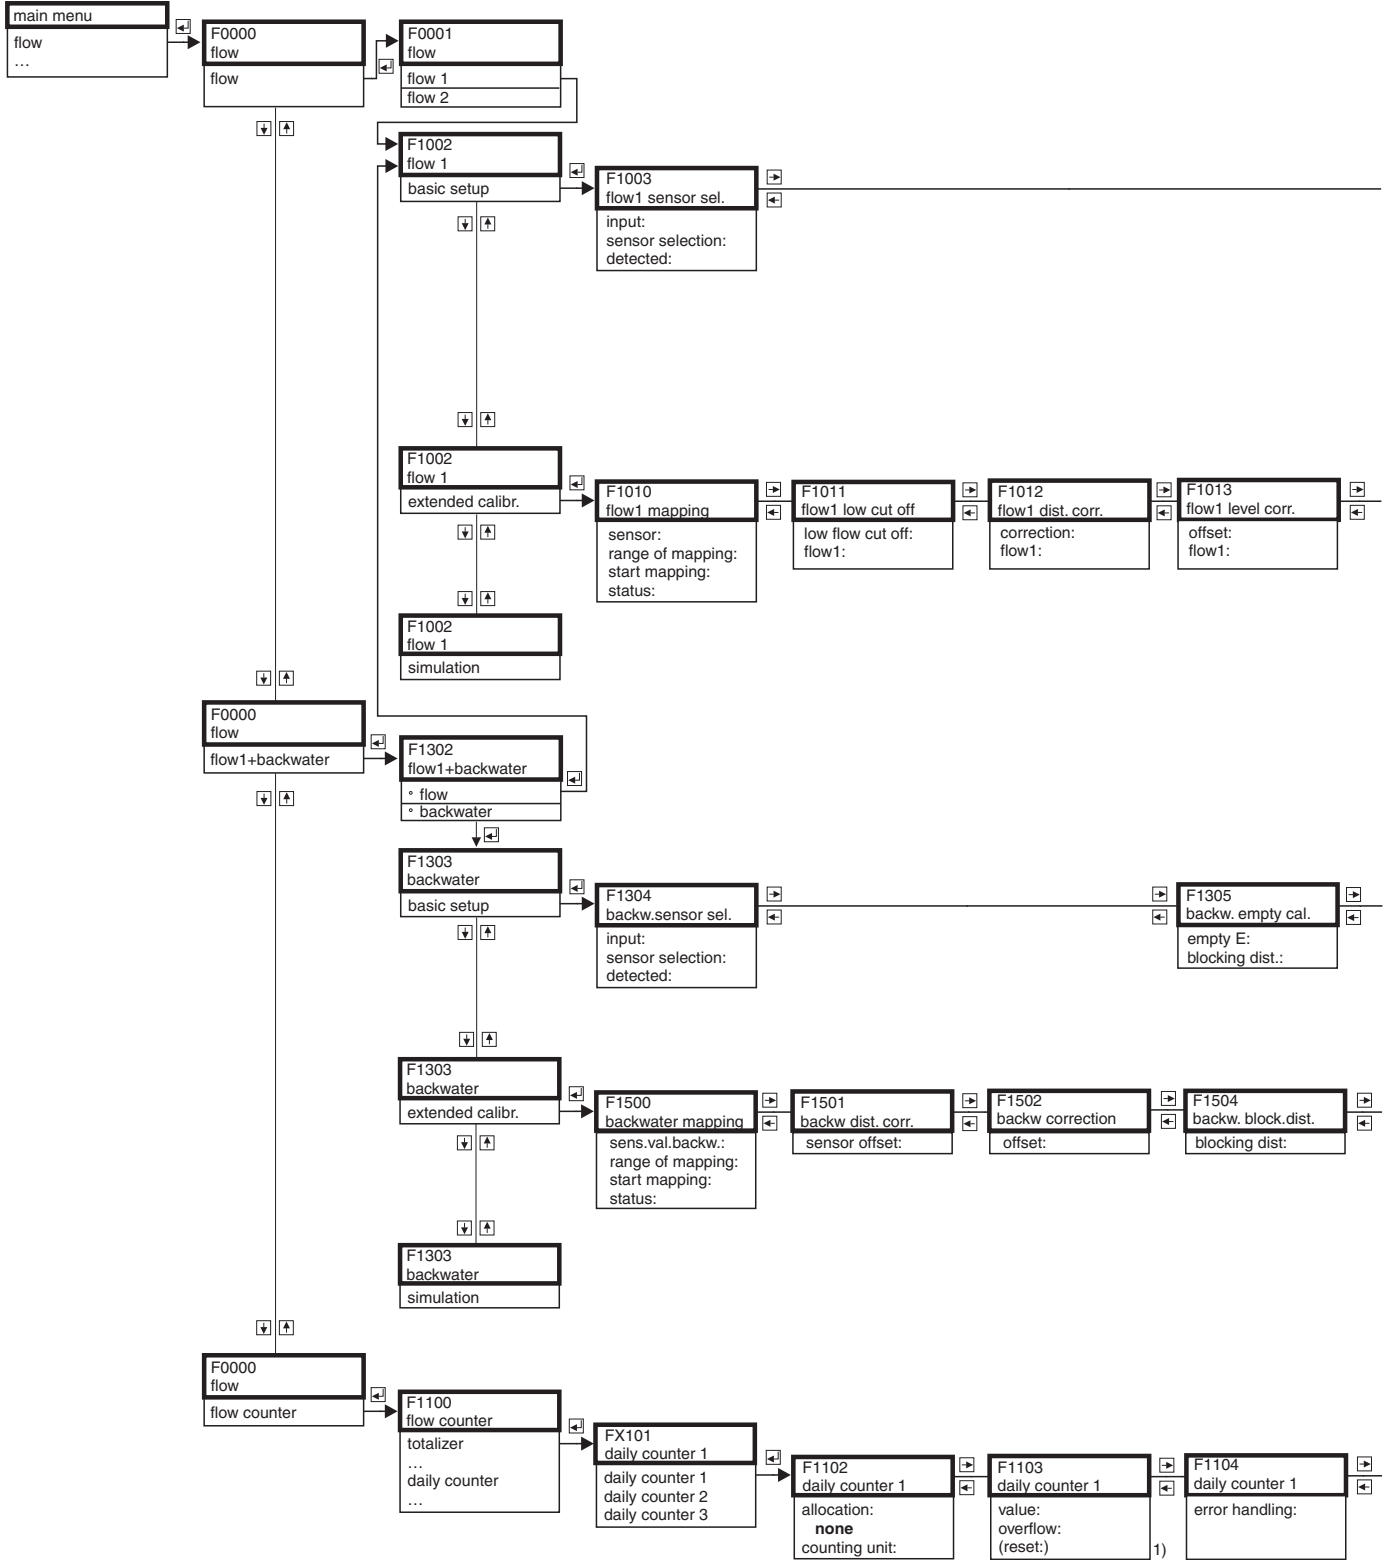 main menu
flow
…
F0000
flow
flow
F0001
flow
flow 1
flow 2
F1002
flow 1
basic setup
F1003
flow1 sensor sel.
input:
sensor selection:
detected:
F1002
flow 1
extended calibr.
F1010
flow1 mapping
sensor:
range of mapping:
start mapping:
status:
F1011
flow1 low cut off
low flow cut off:
flow1:
F1012
flow1 dist. corr.
correction:
flow1:
F1013
flow1 level corr.
offset:
flow1:
F1002
flow 1
simulation
F0000
flow
flow1+backwater
F1302
flow1+backwater
° flow
° backwater
F1303
backwater
basic setup
F1304
backw.sensor sel.
input:
sensor selection:
detected:
F1305
backw. empty cal.
empty E:
blocking dist.:
F1303
backwater
extended calibr.
F1500
backwater mapping
sens.val.backw.:
range of mapping:
start mapping:
status:
F1501
backw dist. corr.
sensor offset:
F1502
backw correction
offset:
F1504
backw. block.dist.
blocking dist:
F1303
backwater
simulation
F0000
flow
flow counter
F1100
flow counter
totalizer
…
daily counter
…
FX101
daily counter 1
daily counter 1
daily counter 2
daily counter 3
F1102
daily counter 1
allocation:
none
counting unit:
F1103
daily counter 1
value:
overflow:
(reset:)
1)
F1104
daily counter 1
error handling: